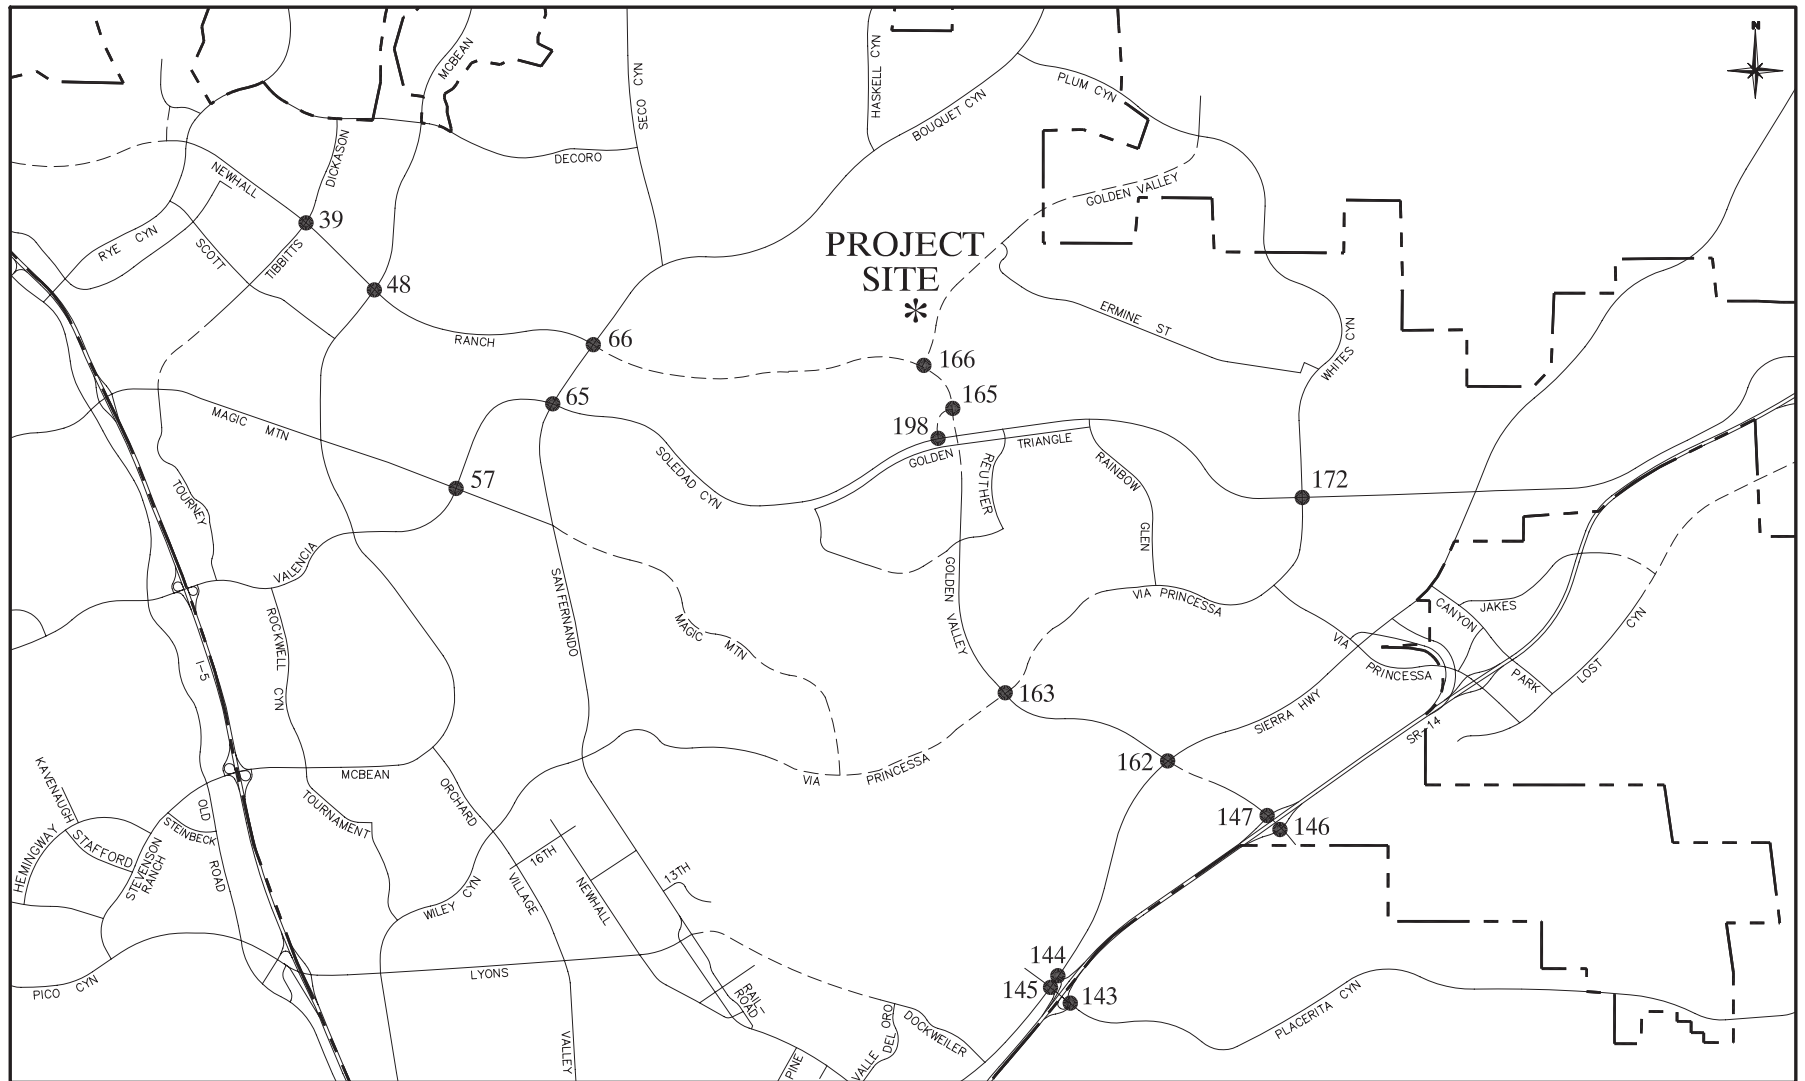 N
MCBEAN
SECO CYN
HASKELL CYN
BOUQUET CYN
PLUM CYN
DICKASON
DECORO
NEWHALL
GOLDEN VALLEY
39
RYE CYN
SCOTT
TIBBITTS
PROJECT
SITE
*
48
ERMINE ST
WHITES CYN
RANCH
66
166
165
65
198
MAGIC MTN
GOLDEN
TRIANGLE
SOLEDAD CYN
REUTHER
RAINBOW
GLEN
57
172
TOURNEY
VALENCIA
SAN FERNANDO
GOLDEN VALLEY
VIA PRINCESSA
CANYON
JAKES
ROCKWELL CYN
MAGIC MTN
VIA
PRINCESSA
PARK
LOST CYN
I-5
163
SIERRA HWY
SR-14
162
VIA PRINCESSA
MCBEAN
KAVENAUGH
HEMINGWAY
STAFFORD
STEINBECK
STEVENSON
RANCH
OLD
ROAD
TOURNAMENT
ORCHARD
VILLAGE
VALLEY
147
146
16TH
13TH
NEWHALL
WILEY CYN
LYONS
PICO CYN
144
145
143
RAIL-
ROAD
PINE
VALLE
DEL ORO
DOCKWEILER
PLACERITA CYN